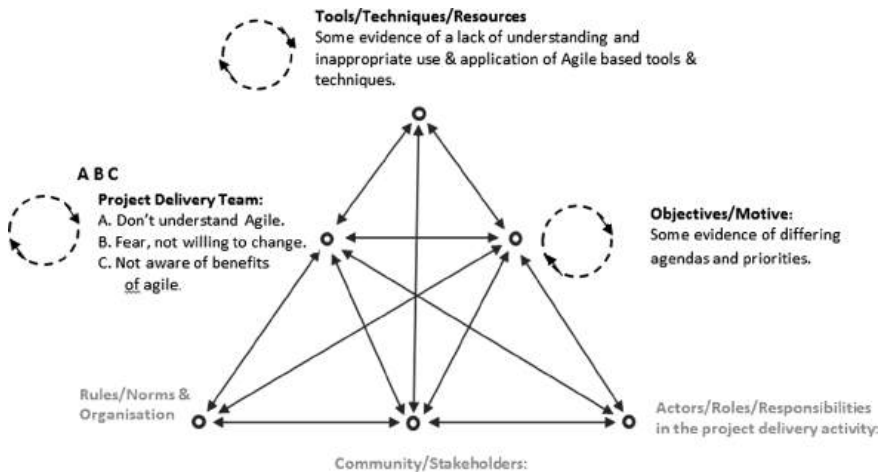 Tools/Techniques/Resources
Some evidence of a lack of understanding and
inappropriate use & application of Agile based tools &
techniques.
A B C
Project Delivery Team:
A. Don't understand Agile.
B. Fear, not willing to change.
C. Not aware of benefits
of agile.
Objectives/Motive:
Some evidence of differing
agendas and priorities.
Rules/Norms &
Organisation
Actors/Roles/Responsibilities
in the project delivery activity:
Community/Stakeholders: